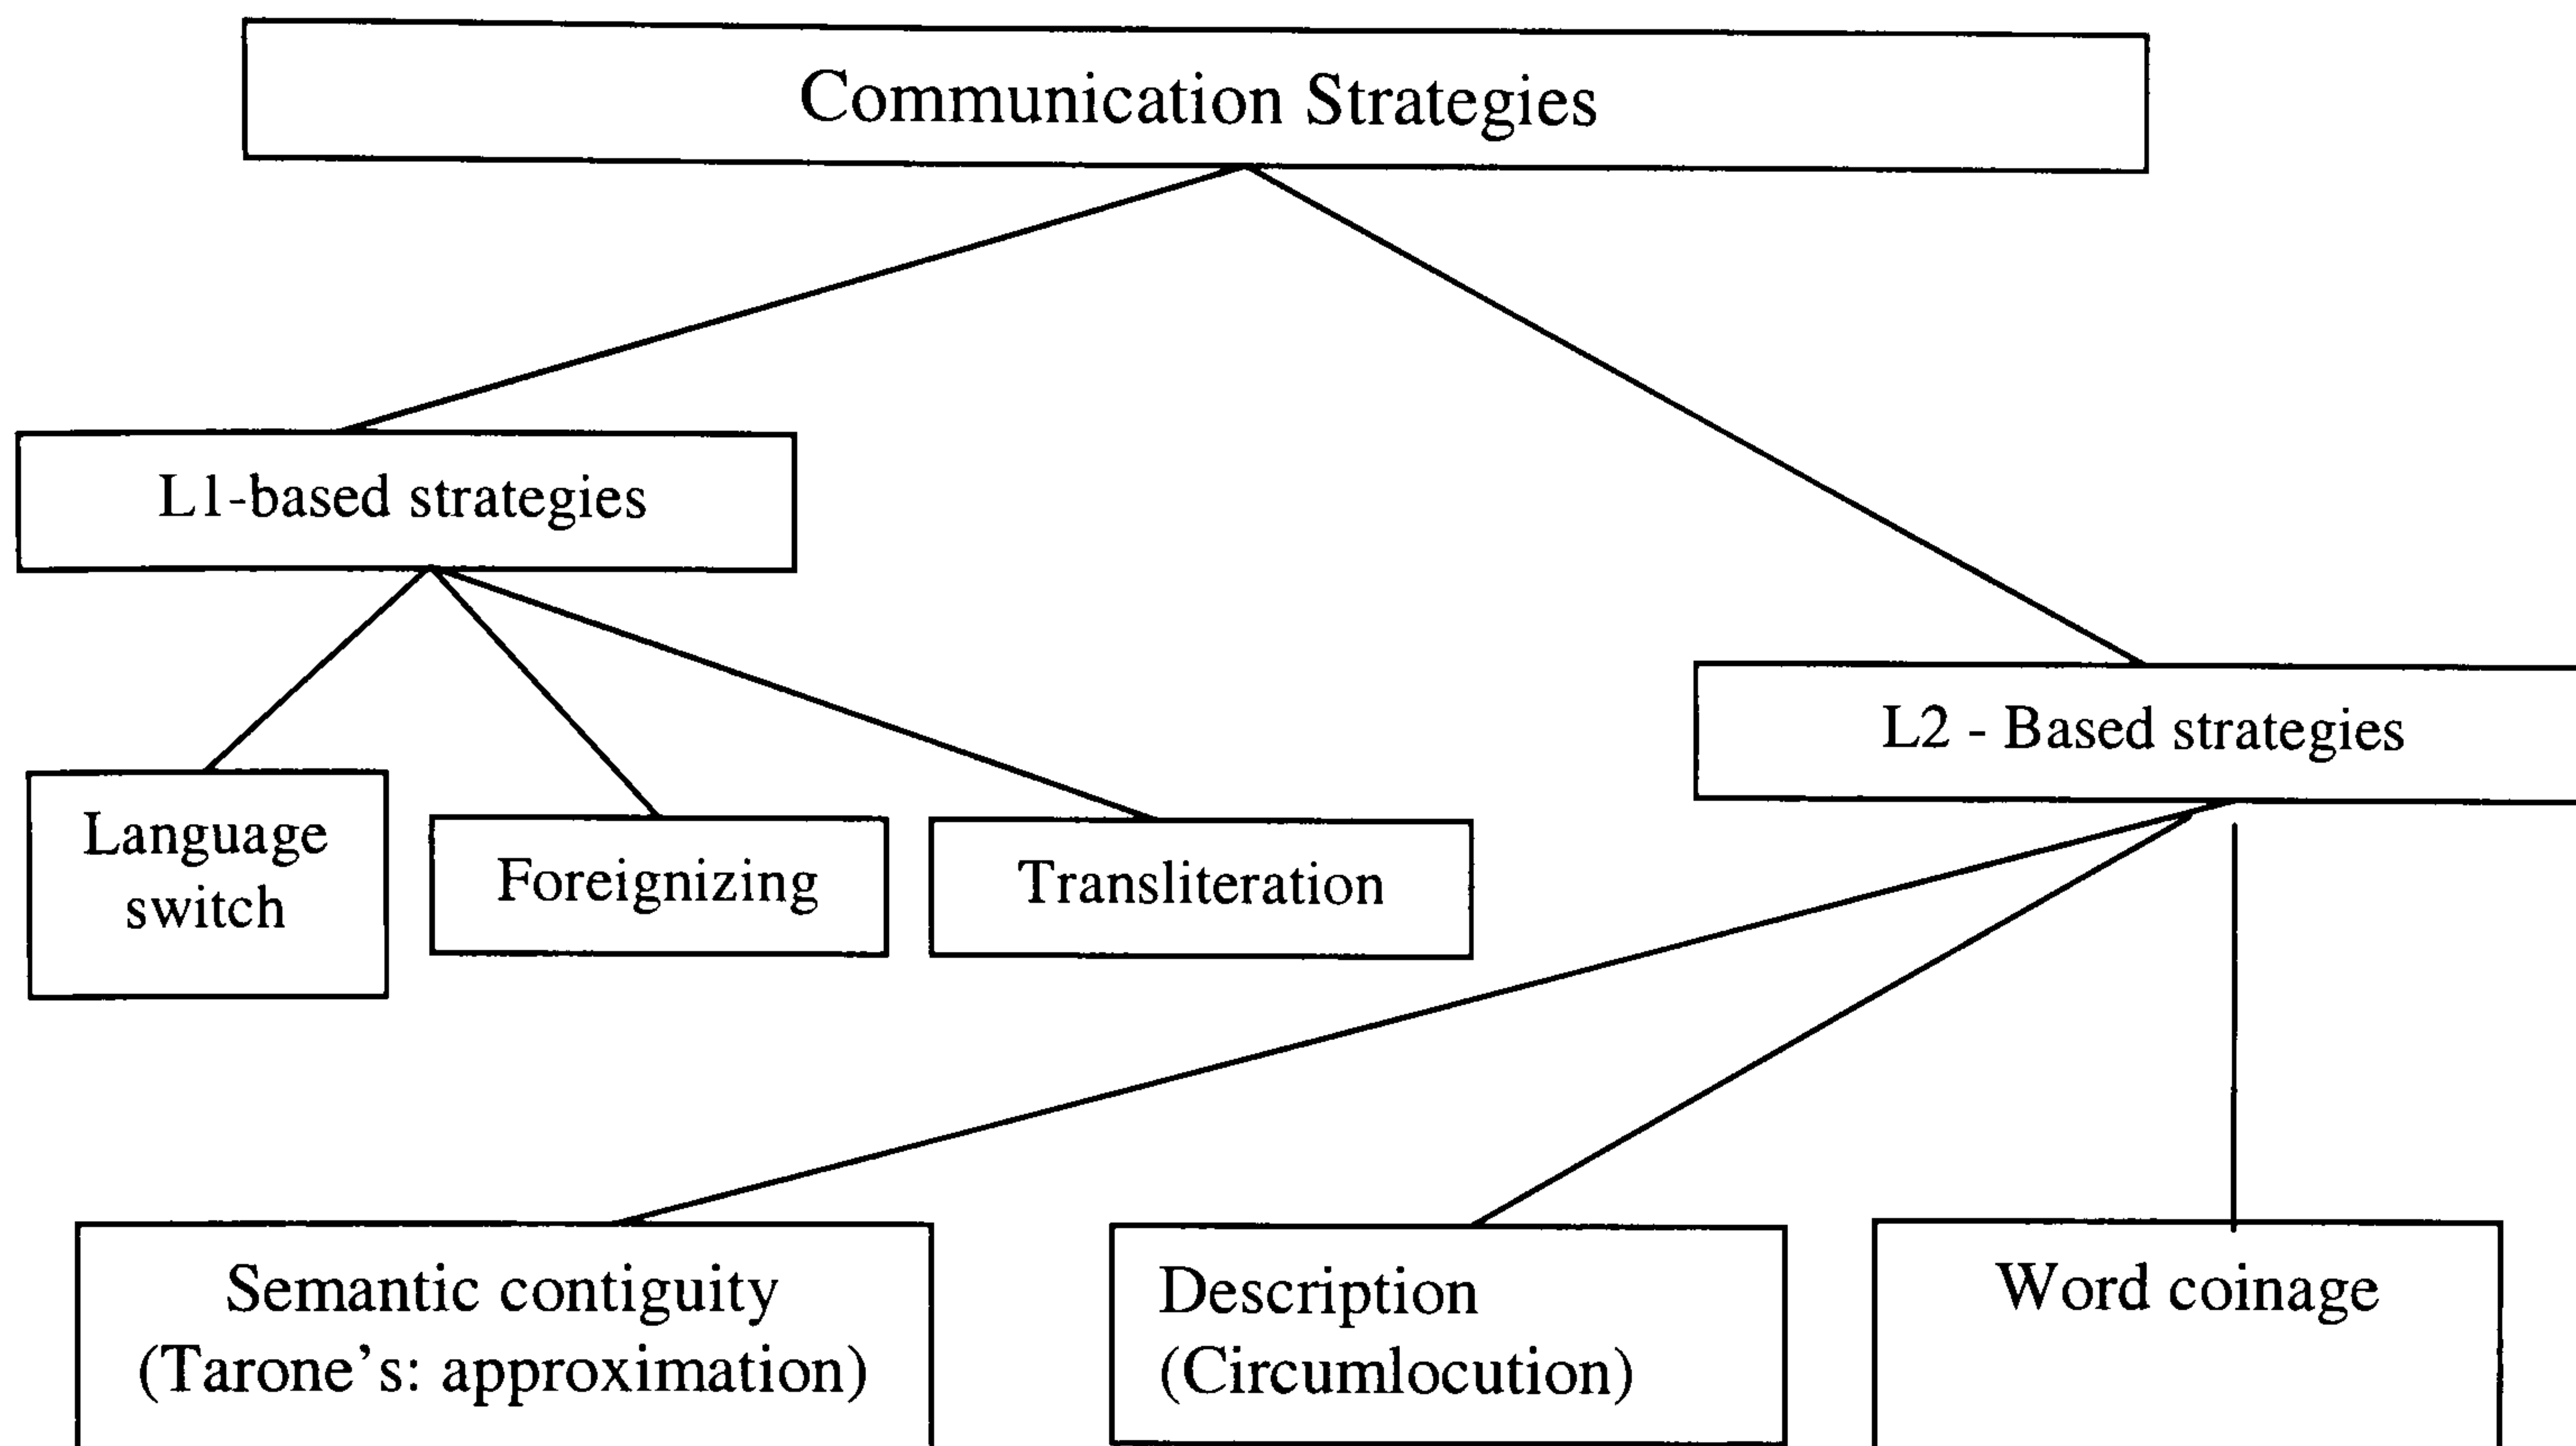 Communication Strategies
L1-based strategies
L2 - Based strategies
Language
switch
Foreignizing
Transliteration
Semantic contiguity
(Tarone's: approximation)
Description
(Circumlocution)
Word coinage